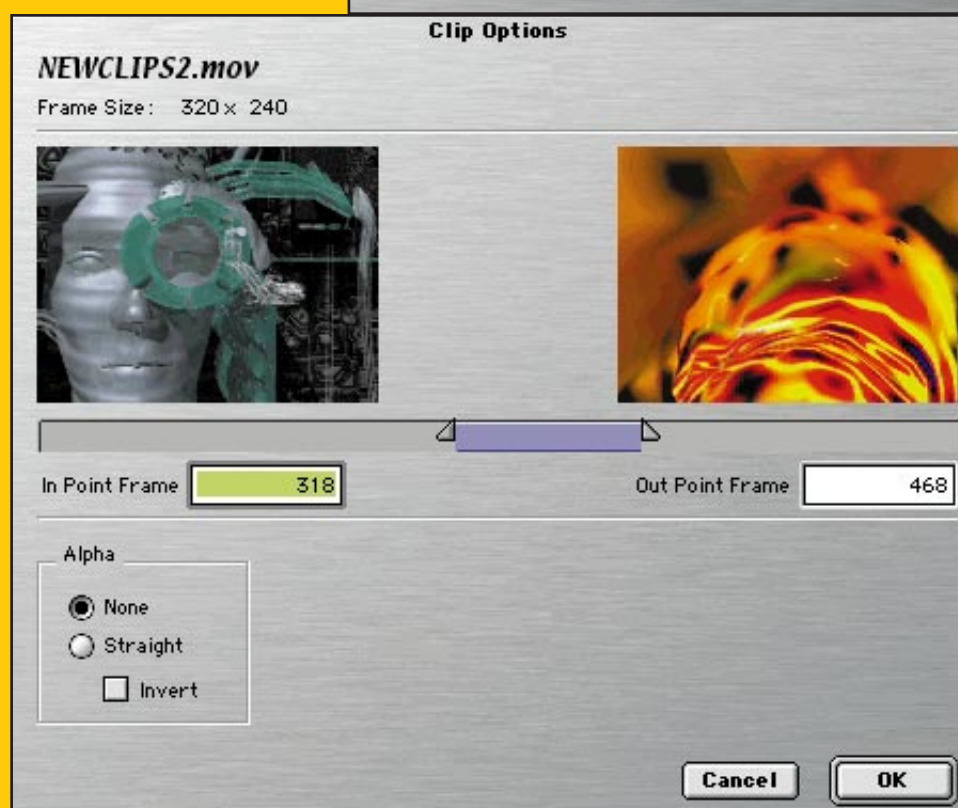 Clip Options
NEWCLIPS2.mov
Frame Size: 320 x 240
In Point Frame 318 Out Point Frame 468
Alpha
None
Straight
Invert
Cancel OK